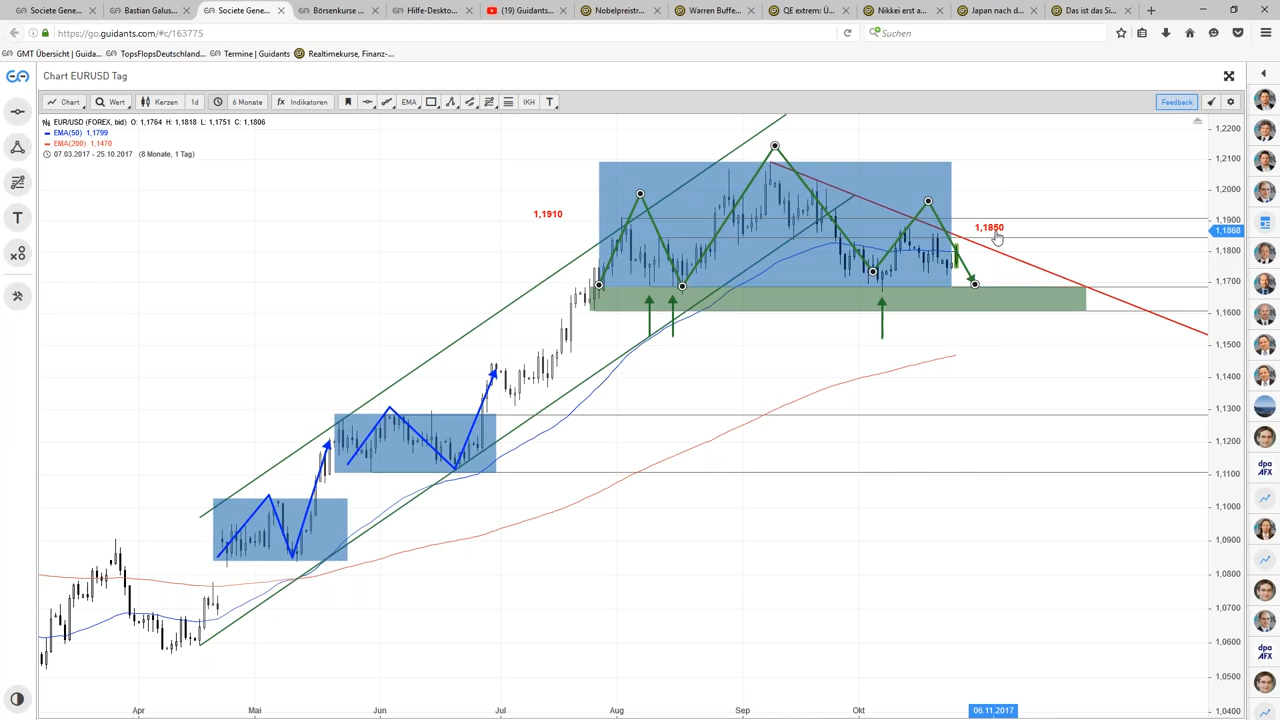 Societe Gene...
Bastian Galus...
Societe Gene...
Börsenkurse ...
Hilfe-Deskto...
(19) Guidants...
Nobelpreistr...
Warren Buffe...
QE extrem: Ü...
Nikkei erst a...
Japan nach d...
Das ist das Si...
https://go.guidants.com/#c/163775
Suchen
GMT Übersicht | Guida...
TopsFlopsDeutschland...
Termine | Guidants
Realtimekurse, Finanz-...
Chart EURUSD Tag
Chart
Wert
Kerzen
1d
6 Monate
Indikatoren
EMA
IKH
T
Feedback
EUR/USD (FOREX, bid) O: 1,1764 H: 1,1818 L: 1,1751 C: 1,1806
EMA(50) 1,1799
EMA(200) 1,1470
07.03.2017 - 25.10.2017 (8 Monate, 1 Tag)
1,1910
1,1850
1,2200
1,2100
1,2000
1,1900
1,1868
1,1800
1,1700
1,1600
1,1500
1,1400
1,1300
1,1200
1,1100
1,1000
1,0900
1,0800
1,0700
1,0600
1,0500
1,0400
Apr
Mai
Jun
Jul
Aug
Sep
Okt
06.11.2017
dpa
AFX
dpa
AFX